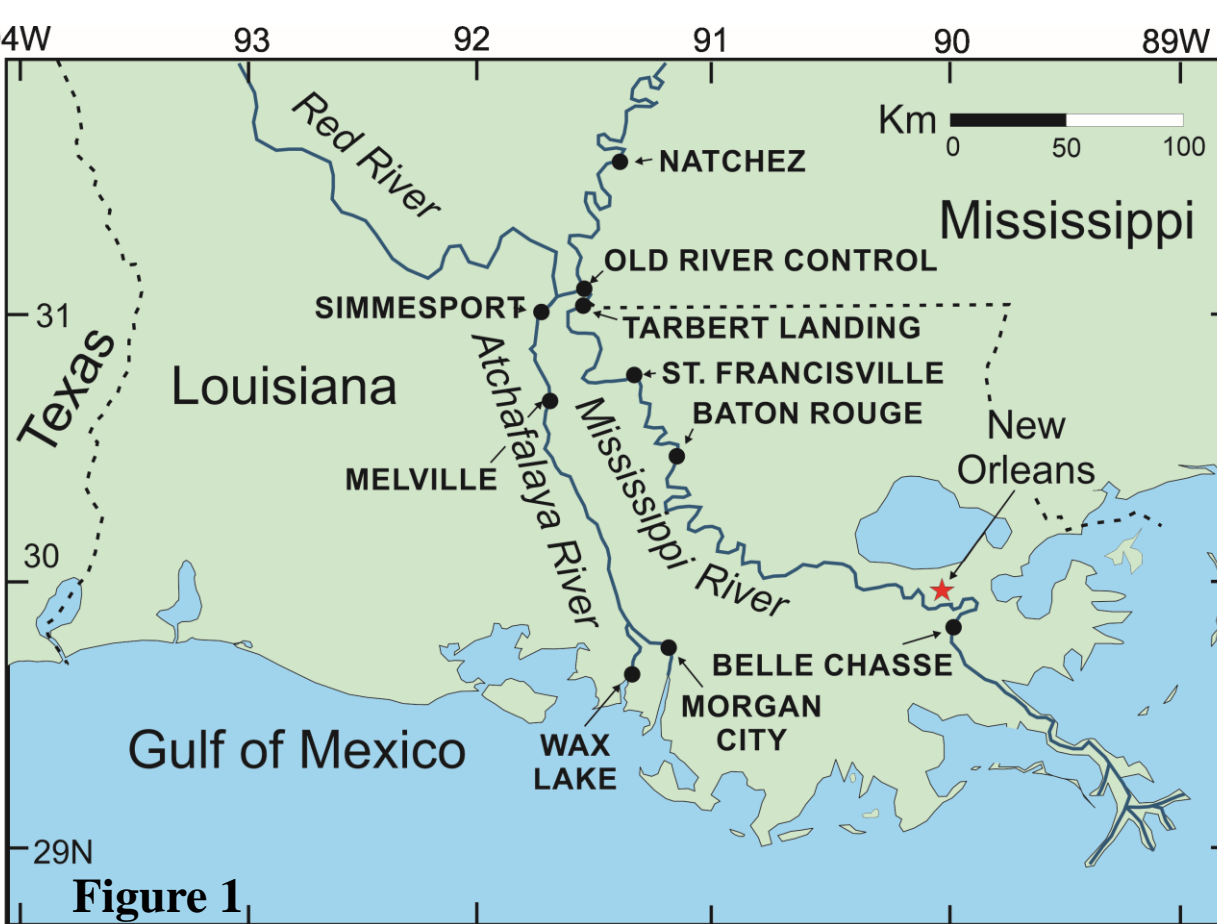 4W 93 92 91 90 89W
Km
0 50 100
Red River
NATCHEZ
Mississippi
OLD RIVER CONTROL
SIMMESPORT
31
TARBERT LANDING
Texas
Louisiana
ST. FRANCISVILLE
BATON ROUGE
Atchafalaya River
Mississippi River
New
Orleans
MELVILLE
30
BELLE CHASSE
MORGAN
CITY
Gulf of Mexico
WAX
LAKE
29N
Figure 1